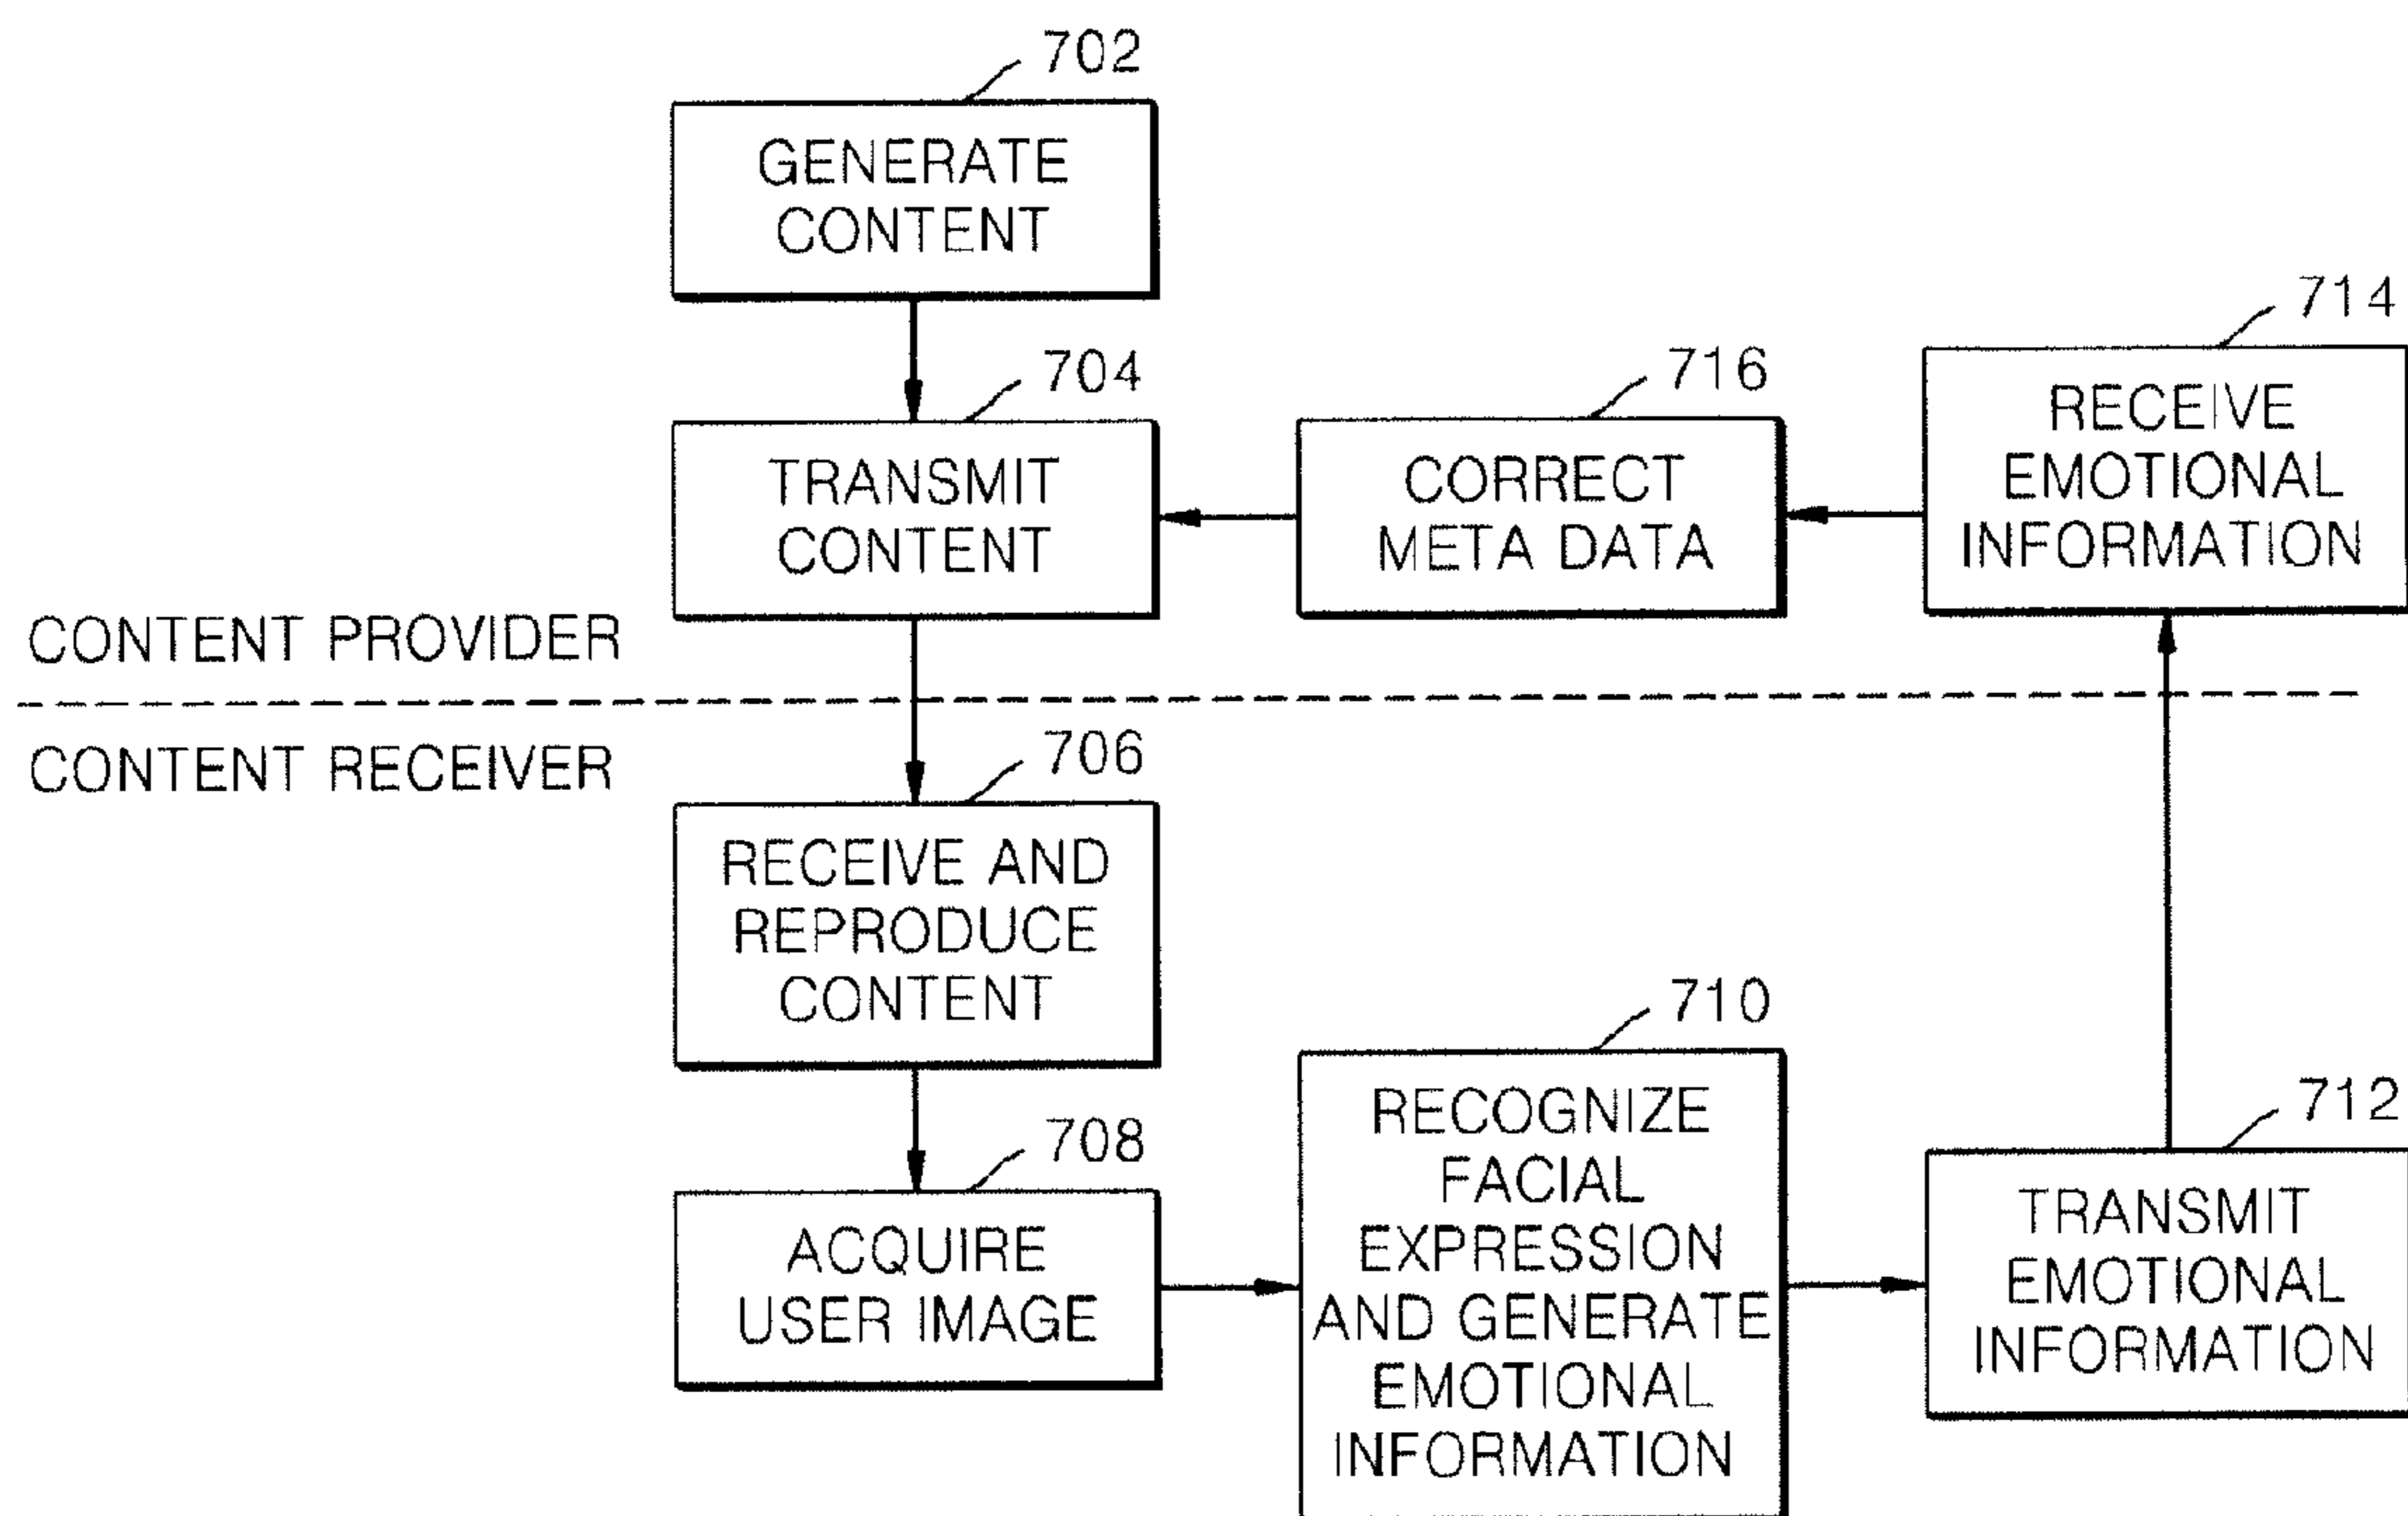 702
GENERATE
CONTENT
704
TRANSMIT
CONTENT
716
CORRECT
META DATA
714
RECEIVE
EMOTIONAL
INFORMATION
CONTENT PROVIDER
CONTENT RECEIVER
706
RECEIVE AND
REPRODUCE
CONTENT
708
ACQUIRE
USER IMAGE
710
RECOGNIZE
FACIAL
EXPRESSION
AND GENERATE
EMOTIONAL
INFORMATION
712
TRANSMIT
EMOTIONAL
INFORMATION